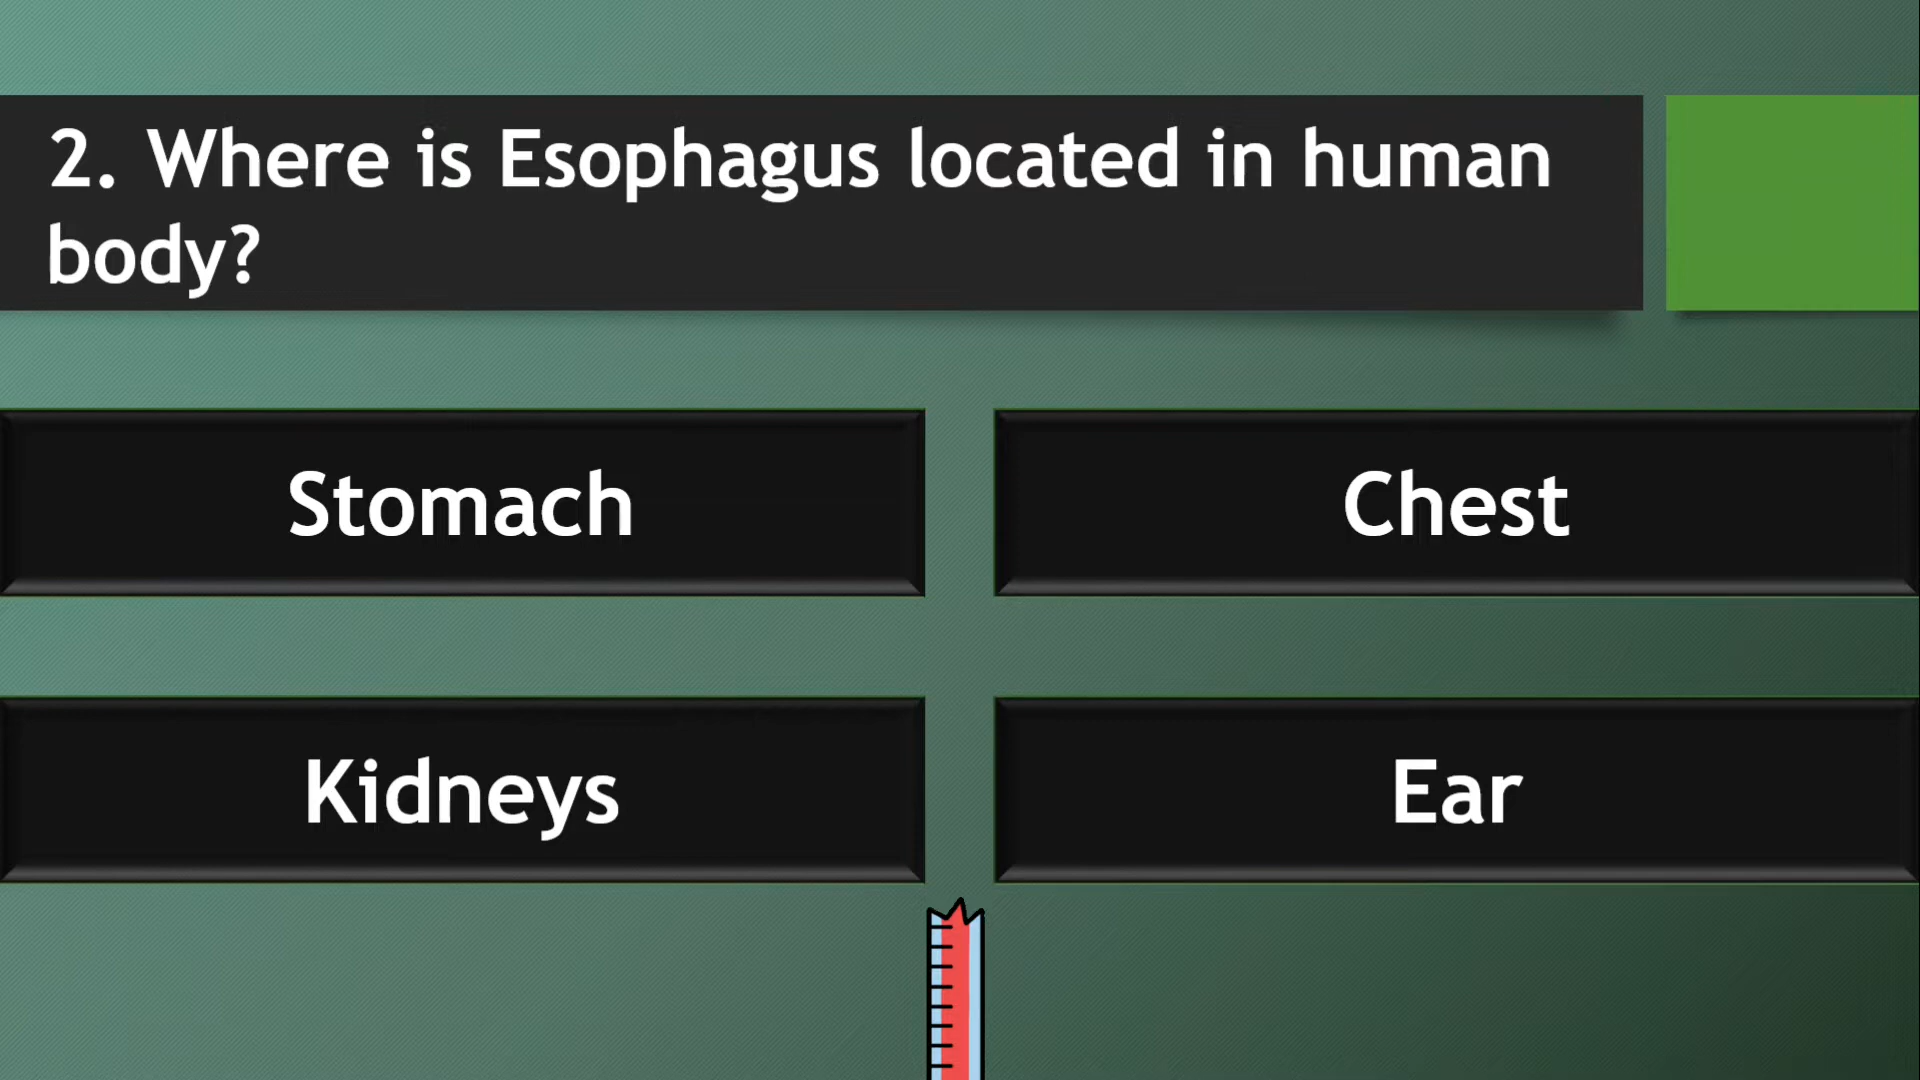 2. Where is Esophagus located in human
body?
Stomach
Chest
Kidneys
Ear